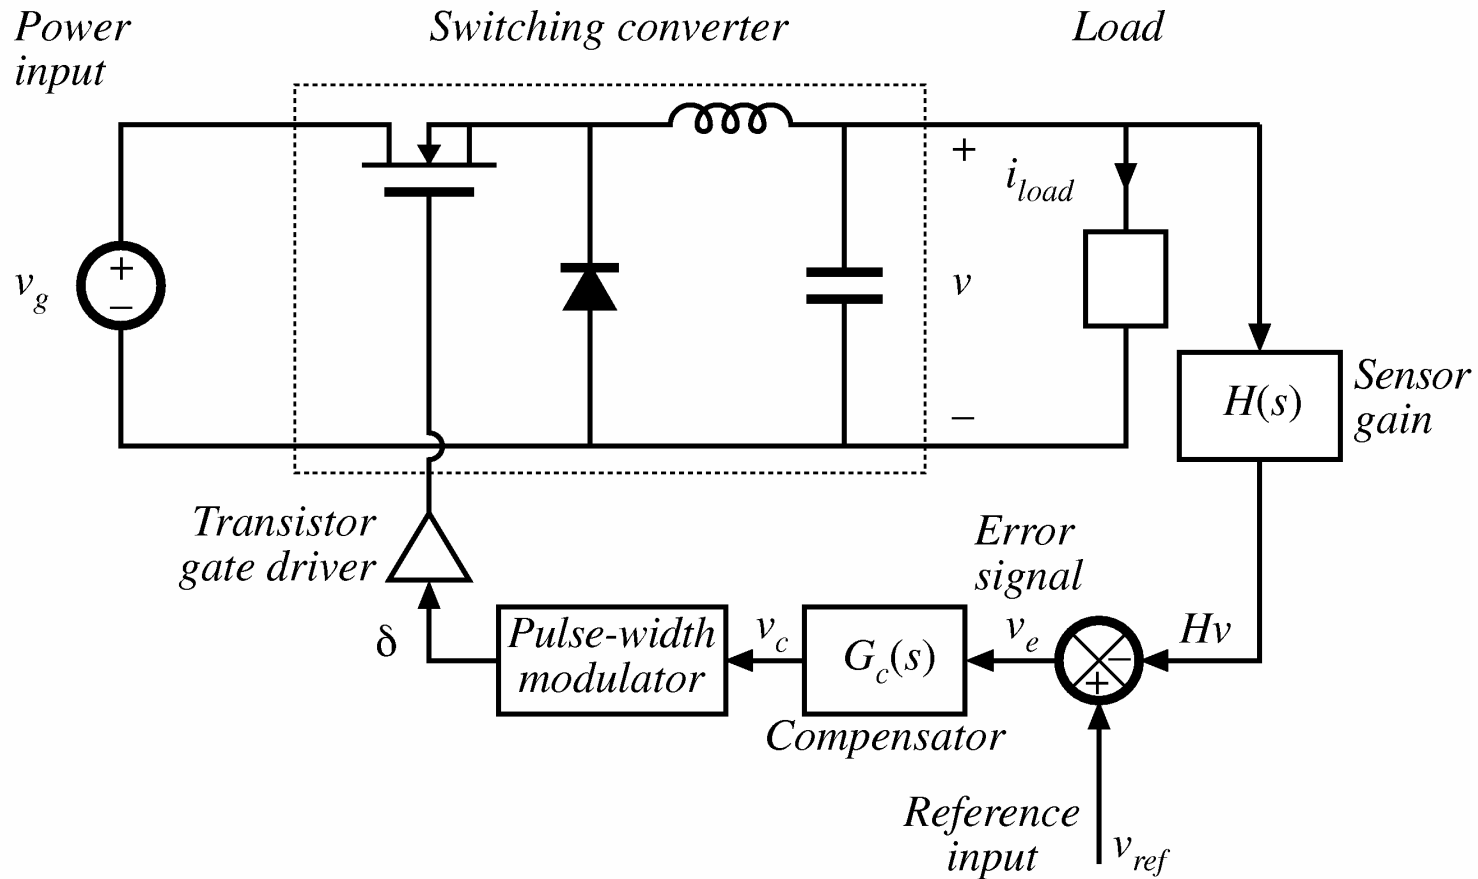 Power
input
Switching converter
Load
+
i_load
v_g
+
–
v
–
H(s)
Sensor
gain
Transistor
gate driver
δ
Pulse-width
modulator
v_c
G_c(s)
Compensator
Error
signal
v_e
–
+
Hv
Reference
input
v_ref